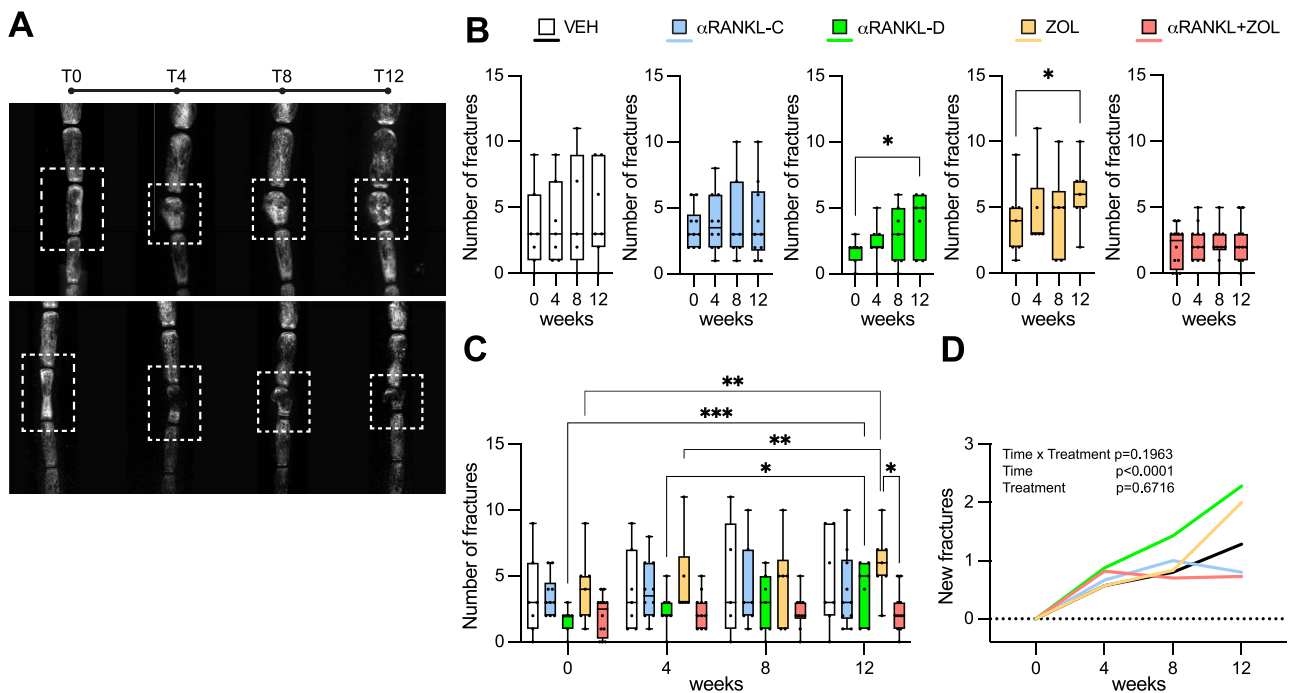 A
T0 T4 T8 T12
B
VEH αRANKL-C αRANKL-D ZOL αRANKL+ZOL
Number of fractures
15
10
5
0
0 4 8 12
weeks
Number of fractures
15
10
5
0
0 4 8 12
weeks
Number of fractures
15
10
5
0
*
0 4 8 12
weeks
Number of fractures
15
10
5
0
*
0 4 8 12
weeks
Number of fractures
15
10
5
0
0 4 8 12
weeks
C
**
***
**
*
*
Number of fractures
15
10
5
0
0 4 8 12
weeks
D
New fractures
3
2
1
0
Time x Treatment p=0.1963
Time p<0.0001
Treatment p=0.6716
0 4 8 12
weeks